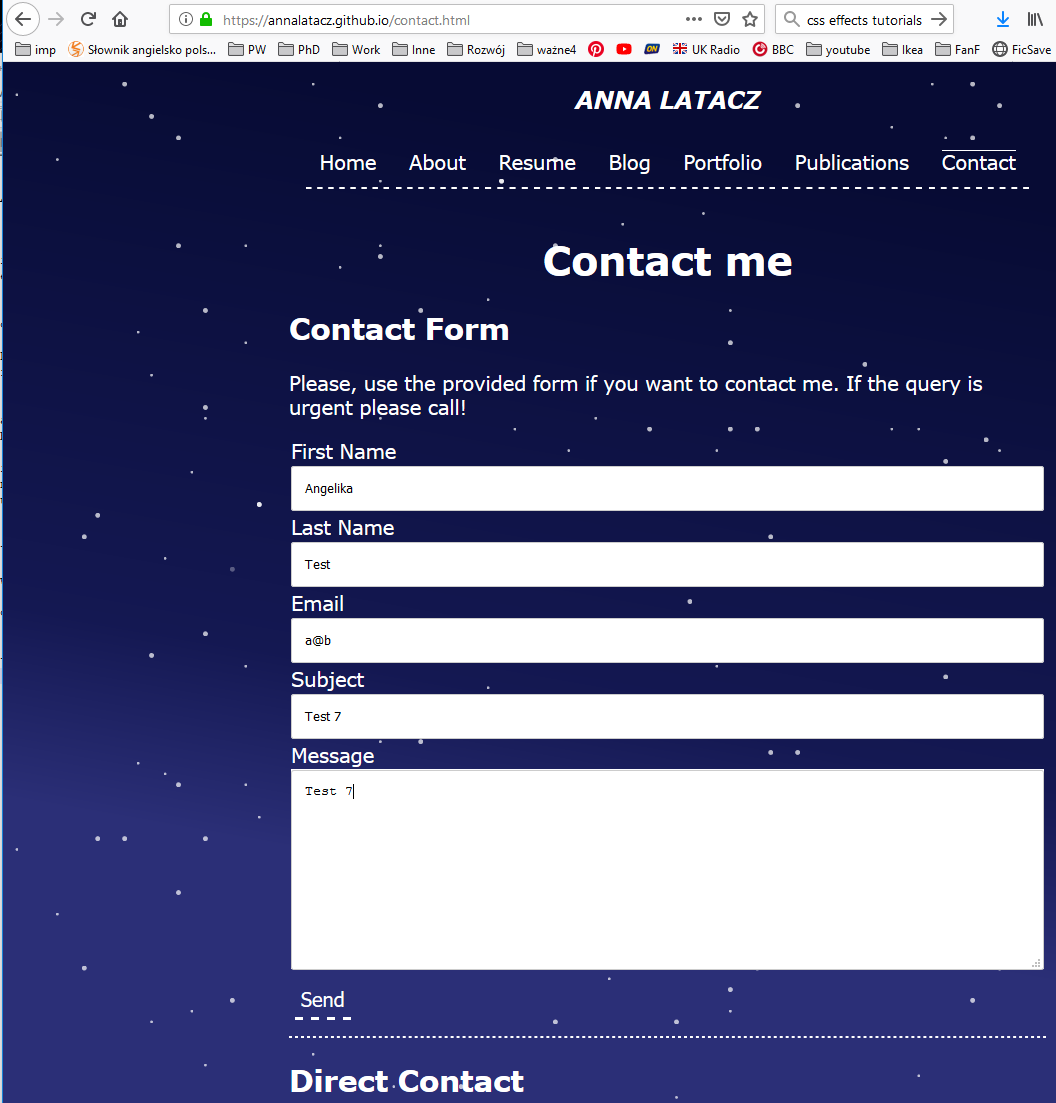 https://annalatacz.github.io/contact.html
css effects tutorials
imp Słownik angielsko pols... PW PhD Work Inne Rozwój ważne4 ON UK Radio BBC youtube Ikea FanF FicSave
ANNA LATACZ
Home About Resume Blog Portfolio Publications Contact
Contact me
Contact Form
Please, use the provided form if you want to contact me. If the query is
urgent please call!
First Name
Angelika
Last Name
Test
Email
a@b
Subject
Test 7
Message
Test 7
Send
Direct Contact